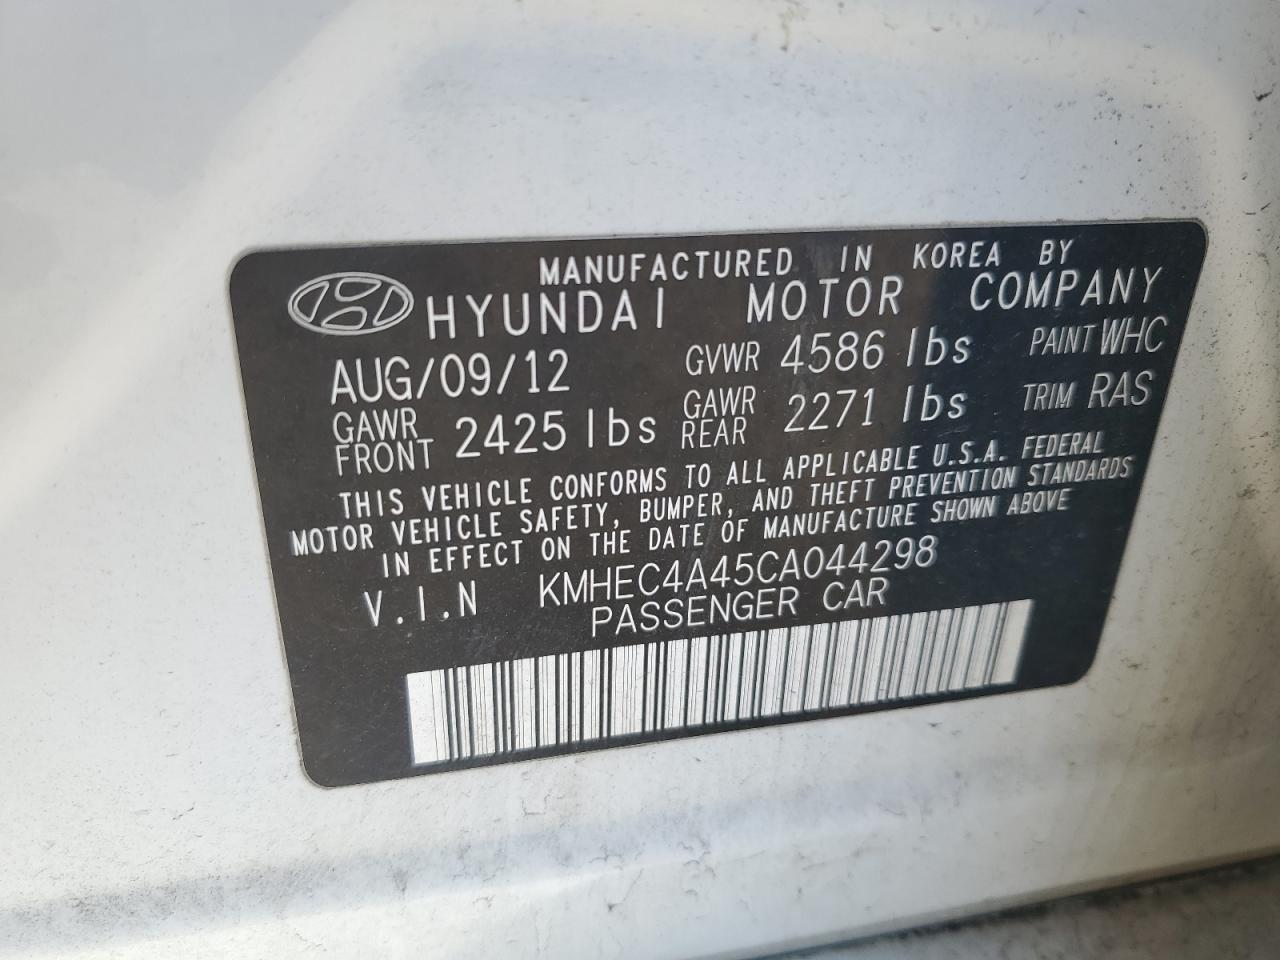 MANUFACTURED IN KOREA BY
HYUNDAI MOTOR COMPANY
AUG/09/12 GVWR 4586 lbs PAINT WHC
GAWR FRONT 2425 lbs GAWR REAR 2271 lbs TRIM RAS
THIS VEHICLE CONFORMS TO ALL APPLICABLE U.S.A. FEDERAL
MOTOR VEHICLE SAFETY, BUMPER, AND THEFT PREVENTION STANDARDS
IN EFFECT ON THE DATE OF MANUFACTURE SHOWN ABOVE
V.I.N KMHEC4A45CA044298
PASSENGER CAR